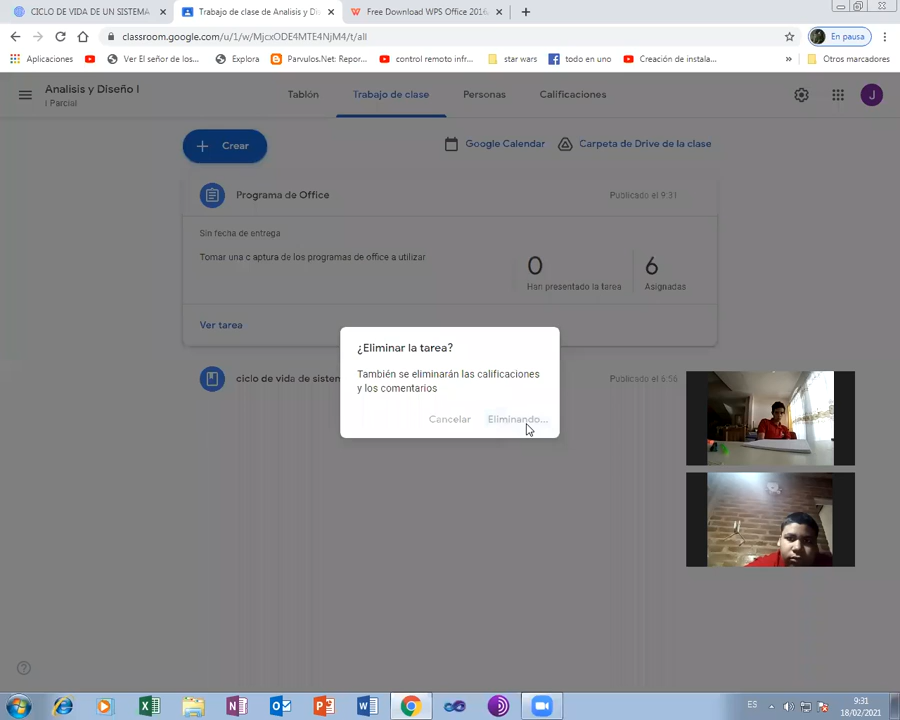 CICLO DE VIDA DE UN SISTEMA
Trabajo de clase de Analisis y Dis
Free Download WPS Office 2016,
classroom.google.com/u/1/w/MjcxODE4MTE4NjM4/t/all
En pausa
Aplicaciones
Ver El señor de los...
Explora
Parvulos.Net: Repor...
control remoto infr...
star wars
todo en uno
Creación de instala...
»
Otros marcadores
Analisis y Diseño I
I Parcial
Tablón
Trabajo de clase
Personas
Calificaciones
J
+ Crear
Google Calendar
Carpeta de Drive de la clase
Programa de Office
Publicado el 9:31
Sin fecha de entrega
Tomar una c aptura de los programas de office a utilizar
0
6
Han presentado la tarea
Asignadas
Ver tarea
¿Eliminar la tarea?
También se eliminarán las calificaciones
y los comentarios
Cancelar
Eliminando...
ciclo de vida de sisten
Publicado el 6:56
ES
9:31
18/02/2021